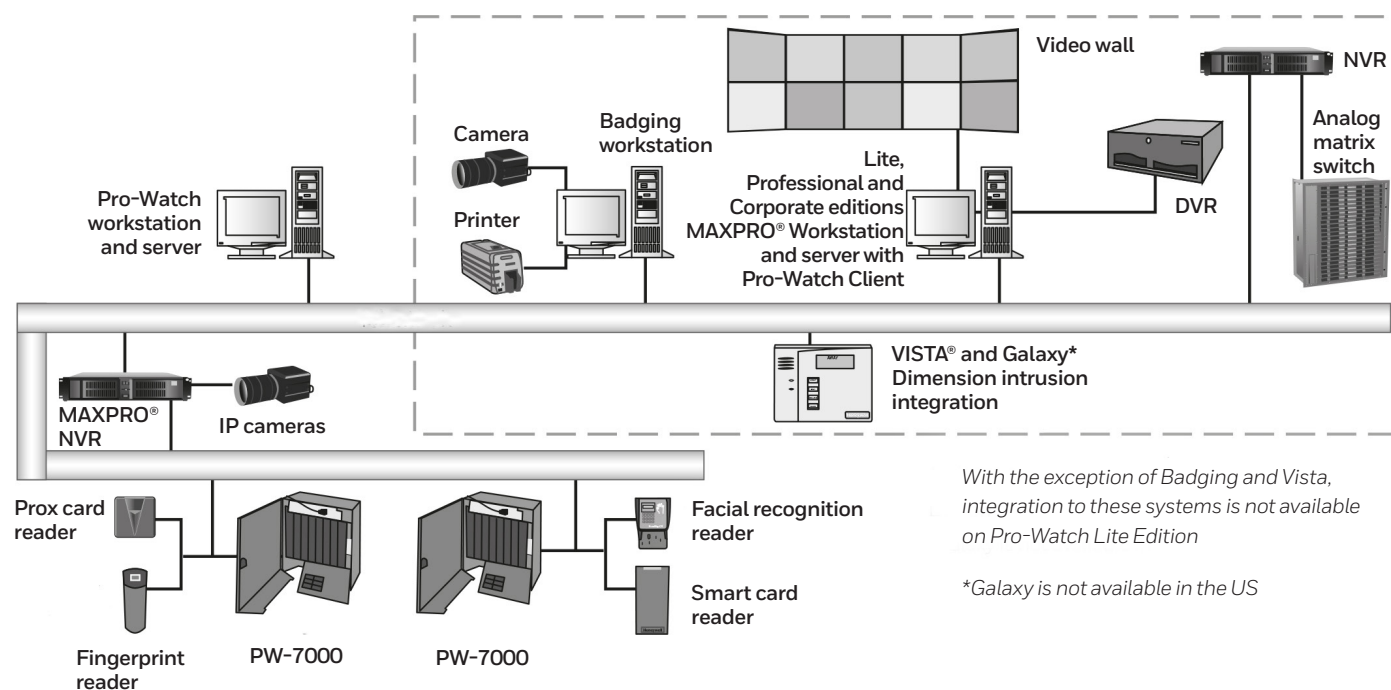 Video wall
NVR
Camera
Badging
workstation
Analog
matrix
switch
Lite,
Professional and
Corporate editions
MAXPRO® Workstation
and server with
Pro-Watch Client
Pro-Watch
workstation
and server
Printer
DVR
VISTA® and Galaxy*
Dimension intrusion
integration
MAXPRO®
NVR
IP cameras
With the exception of Badging and Vista,
integration to these systems is not available
on Pro-Watch Lite Edition
*Galaxy is not available in the US
Prox card
reader
Facial recognition
reader
Smart card
reader
Fingerprint
reader
PW-7000
PW-7000